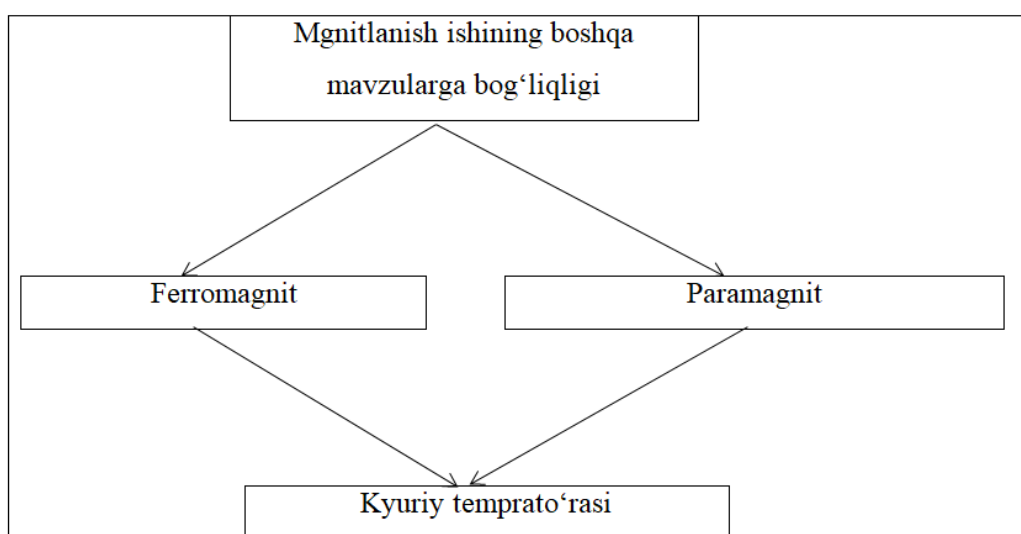 Mgnitlanish ishining boshqa
mavzularga bog‘liqligi
Ferromagnit
Paramagnit
Kyuriy temprato‘rasi